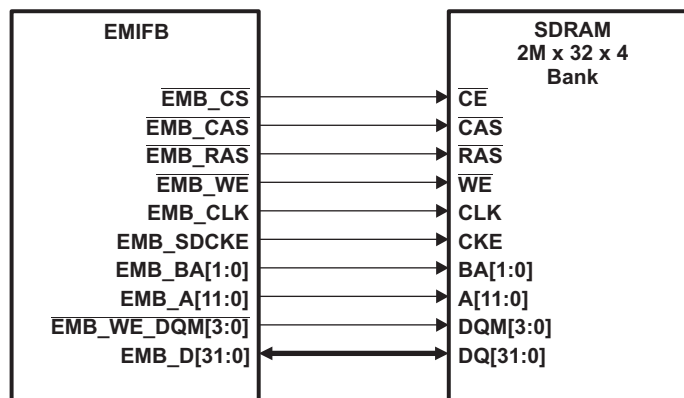 EMIFB
SDRAM
2M x 32 x 4
Bank
EMB_CS CE
EMB_CAS CAS
EMB_RAS RAS
EMB_WE WE
EMB_CLK CLK
EMB_SDCKE CKE
EMB_BA[1:0] BA[1:0]
EMB_A[11:0] A[11:0]
EMB_WE_DQM[3:0] DQM[3:0]
EMB_D[31:0] DQ[31:0]